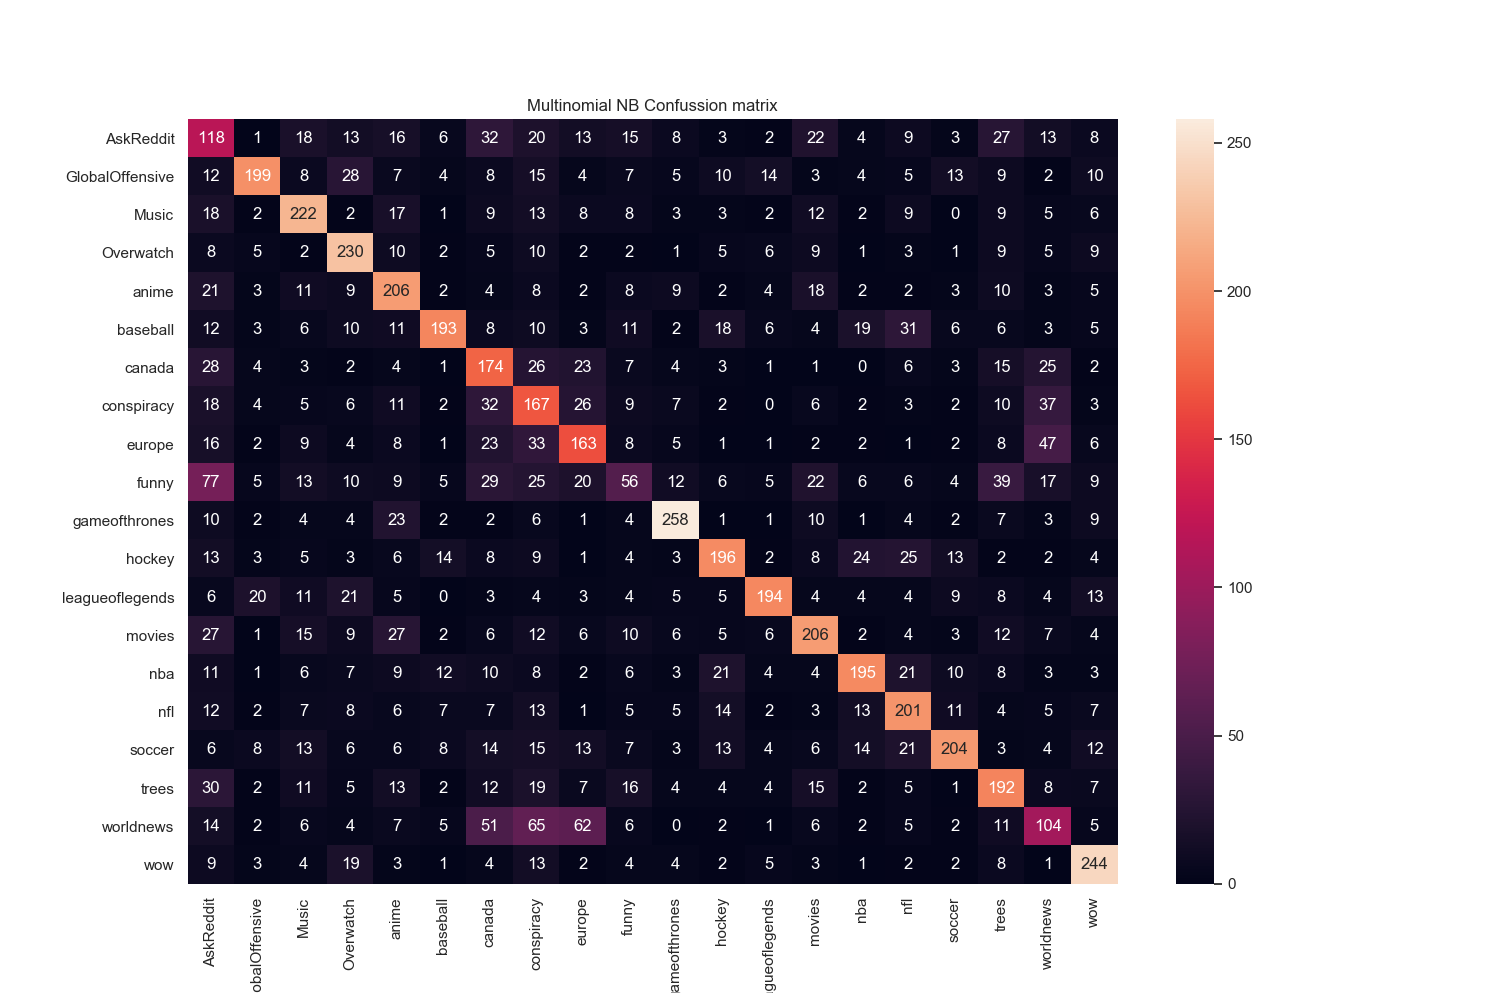 Multinomial NB Confussion matrix
AskReddit 118 1 18 13 16 6 32 20 13 15 8 3 2 22 4 9 3 27 13 8
GlobalOffensive 12 199 8 28 7 4 8 15 4 7 5 10 14 3 4 5 13 9 2 10
Music 18 2 222 2 17 1 9 13 8 8 3 3 2 12 2 9 0 9 5 6
Overwatch 8 5 2 230 10 2 5 10 2 2 1 5 6 9 1 3 1 9 5 9
anime 21 3 11 9 206 2 4 8 2 8 9 2 4 18 2 2 3 10 3 5
baseball 12 3 6 10 11 193 8 10 3 11 2 18 6 4 19 31 6 6 3 5
canada 28 4 3 2 4 1 174 26 23 7 4 3 1 1 0 6 3 15 25 2
conspiracy 18 4 5 6 11 2 32 167 26 9 7 2 0 6 2 3 2 10 37 3
europe 16 2 9 4 8 1 23 33 163 8 5 1 1 2 2 1 2 8 47 6
funny 77 5 13 10 9 5 29 25 20 56 12 6 5 22 6 6 4 39 17 9
gameofthrones 10 2 4 4 23 2 2 6 1 4 258 1 1 10 1 4 2 7 3 9
hockey 13 3 5 3 6 14 8 9 1 4 3 196 2 8 24 25 13 2 2 4
leagueoflegends 6 20 11 21 5 0 3 4 3 4 5 5 194 4 4 4 9 8 4 13
movies 27 1 15 9 27 2 6 12 6 10 6 5 6 206 2 4 3 12 7 4
nba 11 1 6 7 9 12 10 8 2 6 3 21 4 4 195 21 10 8 3 3
nfl 12 2 7 8 6 7 7 13 1 5 5 14 2 3 13 201 11 4 5 7
soccer 6 8 13 6 6 8 14 15 13 7 3 13 4 6 14 21 204 3 4 12
trees 30 2 11 5 13 2 12 19 7 16 4 4 4 15 2 5 1 192 8 7
worldnews 14 2 6 4 7 5 51 65 62 6 0 2 1 6 2 5 2 11 104 5
wow 9 3 4 19 3 1 4 13 2 4 4 2 5 3 1 2 2 8 1 244
AskReddit
obalOffensive
Music
Overwatch
anime
baseball
canada
conspiracy
europe
funny
ameofthrones
hockey
gueoflegends
movies
nba
nfl
soccer
trees
worldnews
wow
250
200
150
100
50
0